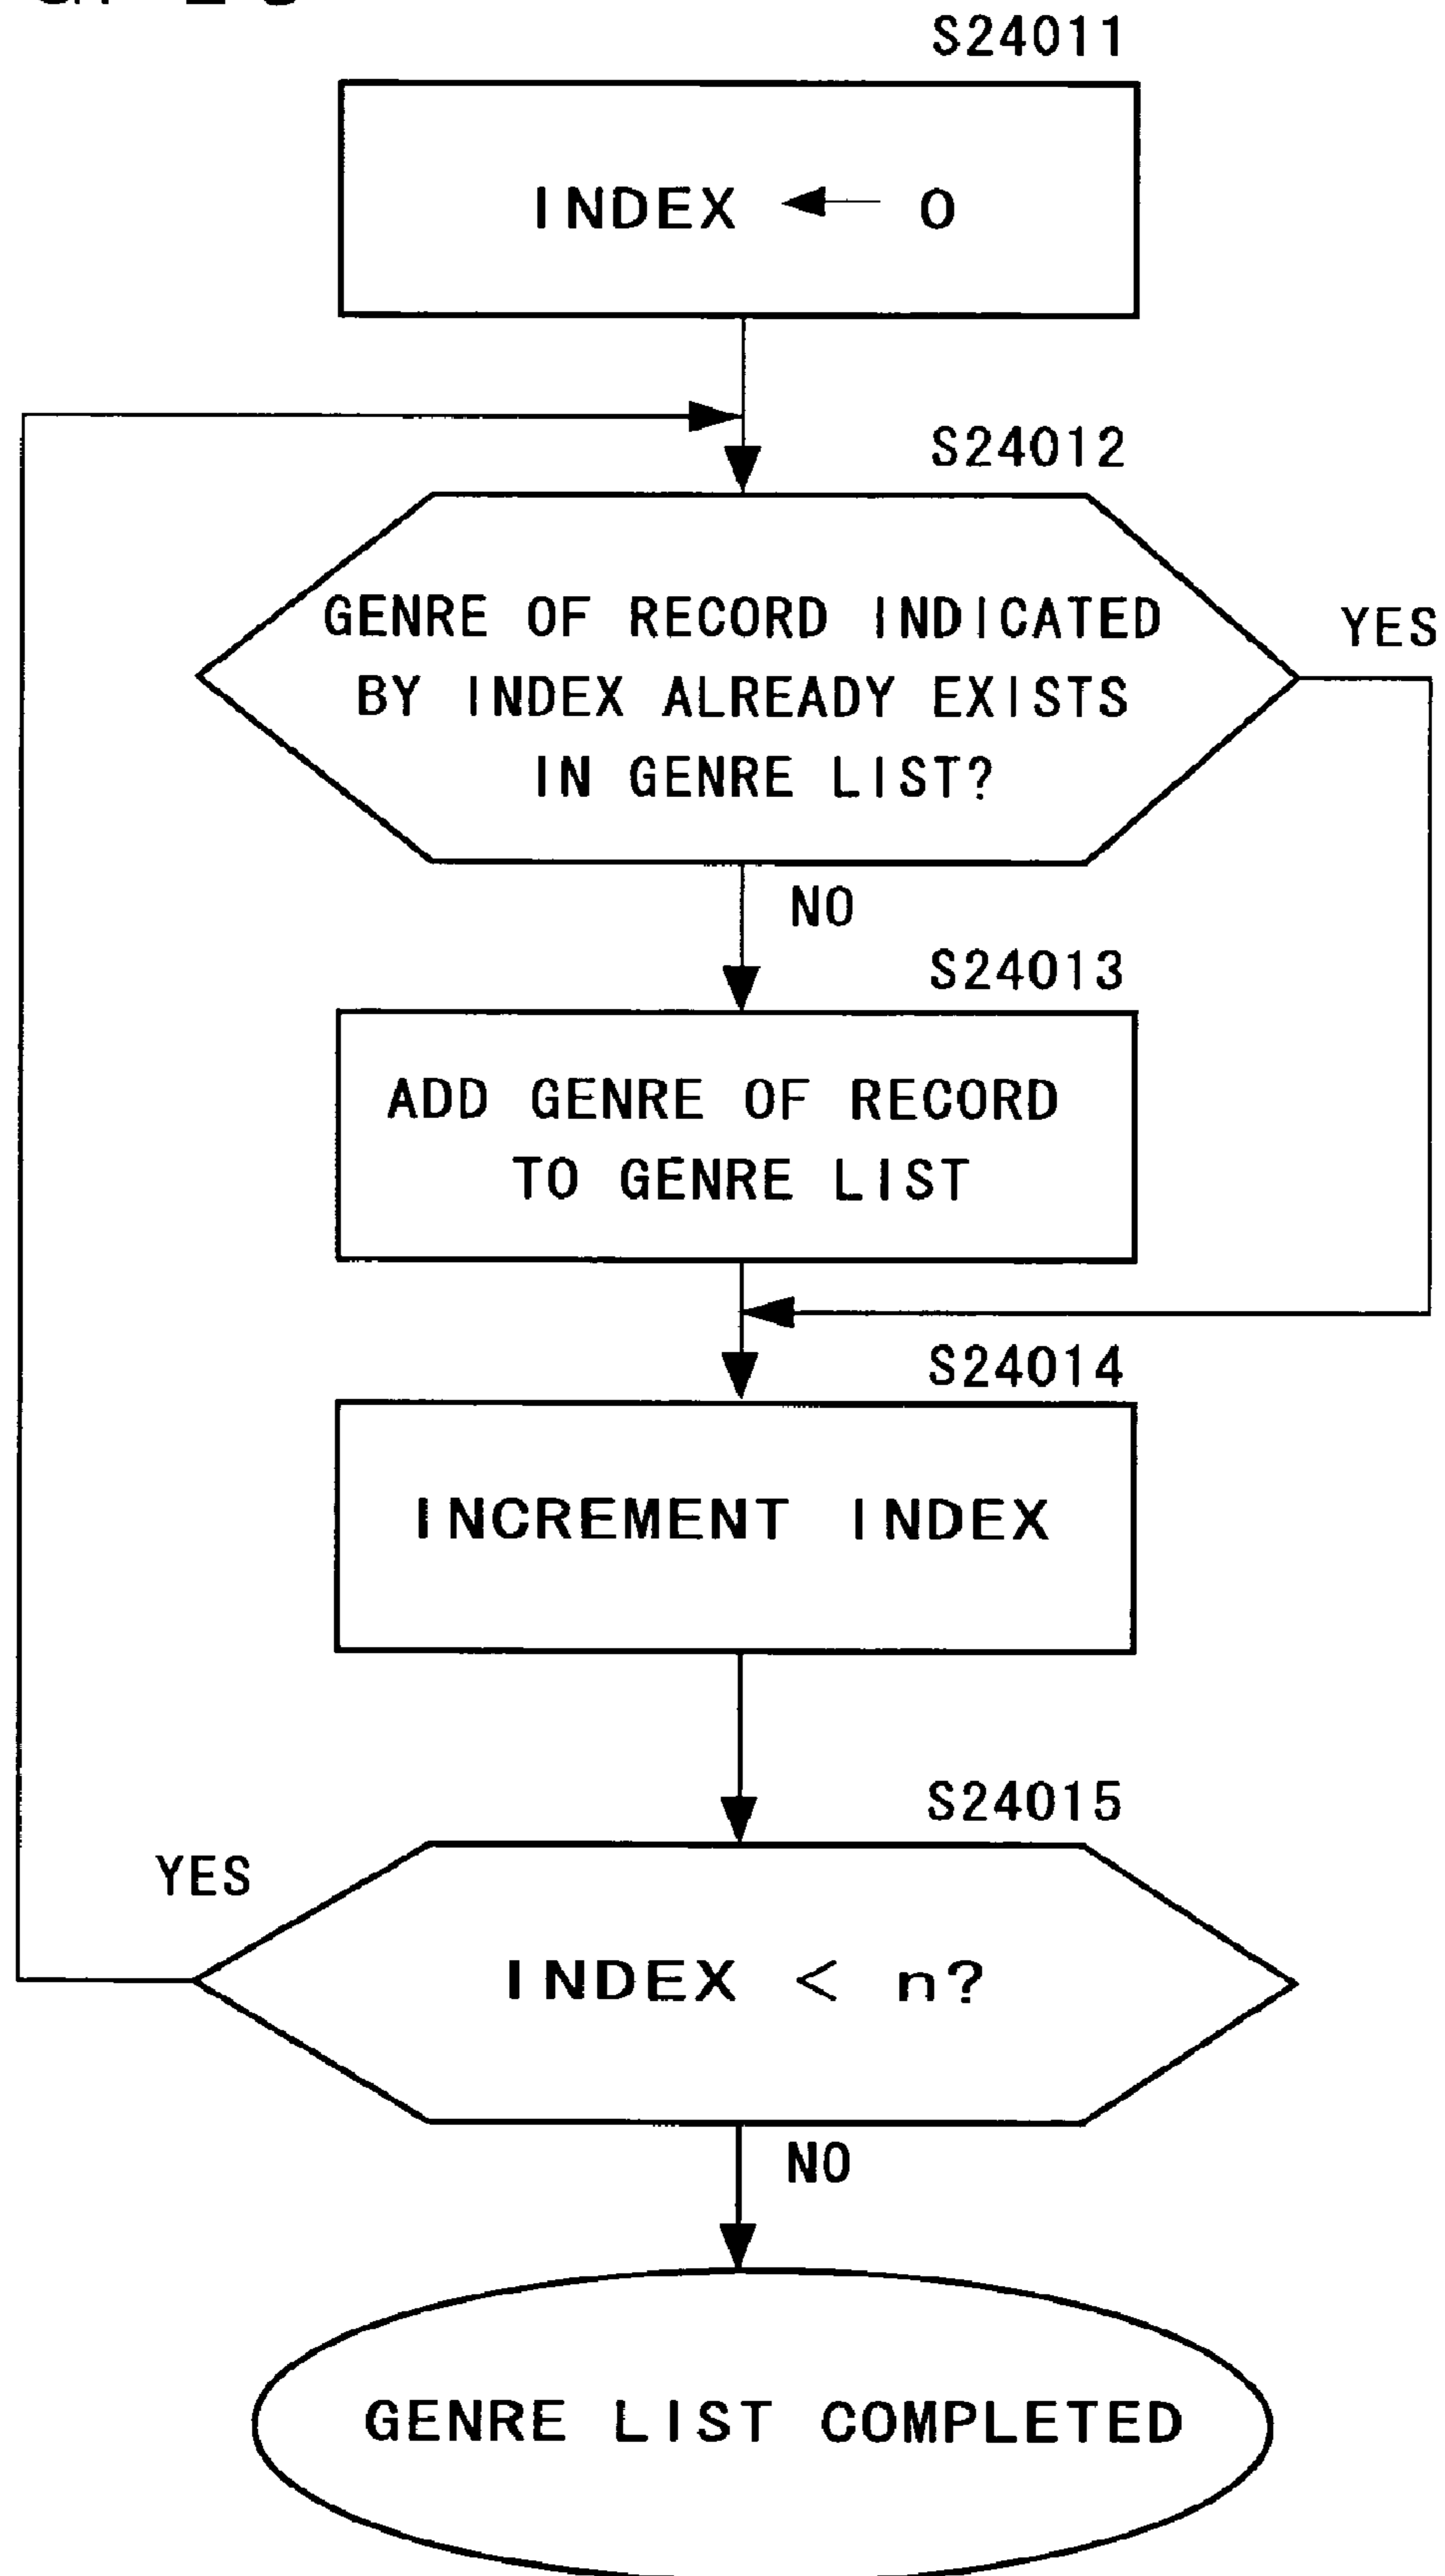 S24011
INDEX ← 0
S24012
GENRE OF RECORD INDICATED
BY INDEX ALREADY EXISTS
IN GENRE LIST?
YES
NO
S24013
ADD GENRE OF RECORD
TO GENRE LIST
S24014
INCREMENT INDEX
S24015
YES
INDEX < n?
NO
GENRE LIST COMPLETED